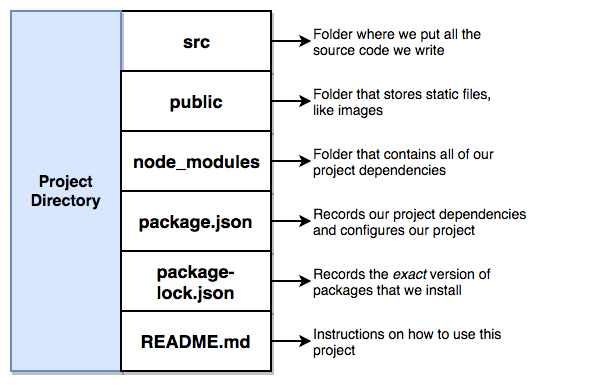 Project
Directory
src
Folder where we put all the
source code we write
public
Folder that stores static files,
like images
node_modules
Folder that contains all of our
project dependencies
package.json
Records our project dependencies
and configures our project
package-
lock.json
Records the exact version of
packages that we install
README.md
Instructions on how to use this
project